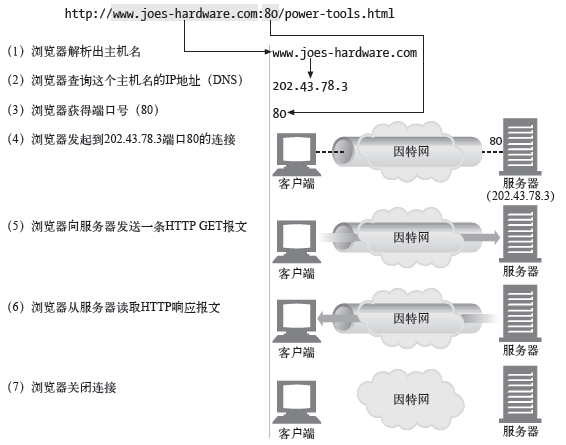 http://www.joes-hardware.com:80/power-tools.html
(1) 浏览器解析出主机名
www.joes-hardware.com
(2) 浏览器查询这个主机名的IP地址（DNS）
202.43.78.3
(3) 浏览器获得端口号（80）
80
(4) 浏览器发起到202.43.78.3端口80的连接
因特网
80
客户端
服务器
(202.43.78.3)
(5) 浏览器向服务器发送一条HTTP GET报文
因特网
客户端
服务器
(6) 浏览器从服务器读取HTTP响应报文
因特网
客户端
服务器
(7) 浏览器关闭连接
因特网
客户端
服务器